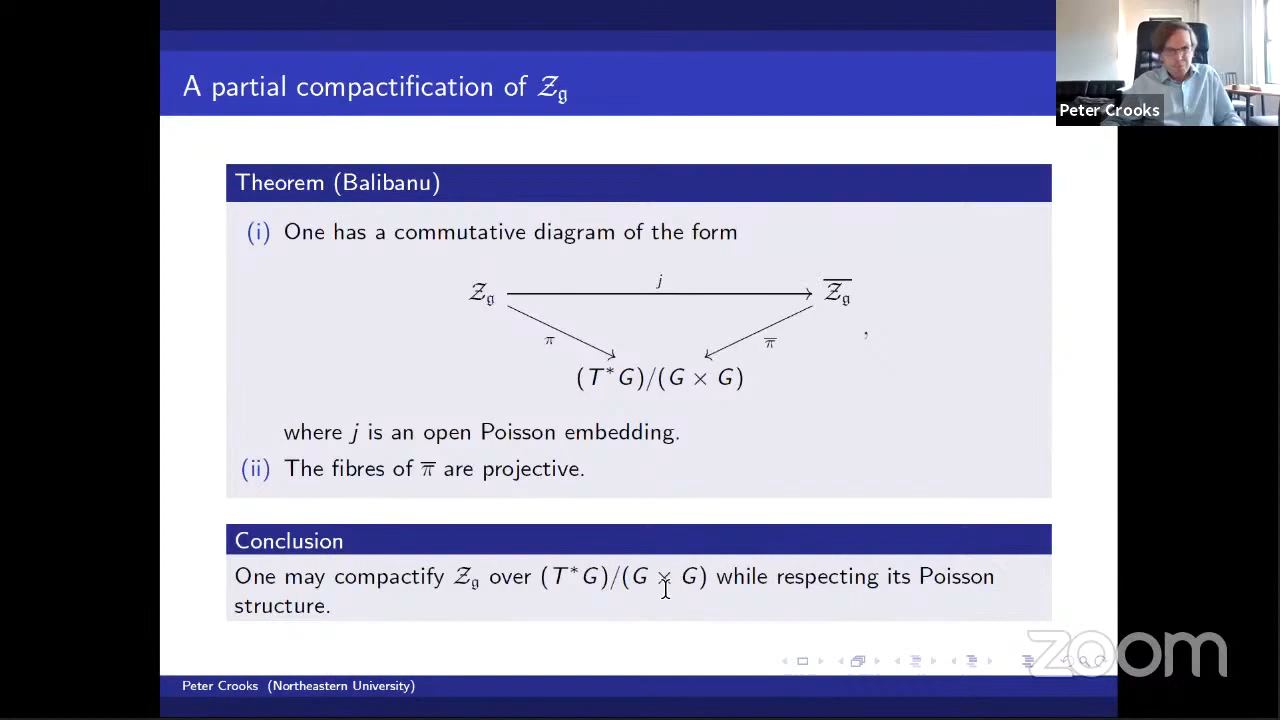 A partial compactification of 𝒵𝔤
Peter Crooks
Theorem (Balibanu)
(i) One has a commutative diagram of the form
𝒵𝔤 j 𝒵𝔤̅
π π̅ ,
(T*G)/(G × G)
where j is an open Poisson embedding.
(ii) The fibres of π̅ are projective.
Conclusion
One may compactify 𝒵𝔤 over (T*G)/(G × G) while respecting its Poisson
structure.
zoom
Peter Crooks (Northeastern University)